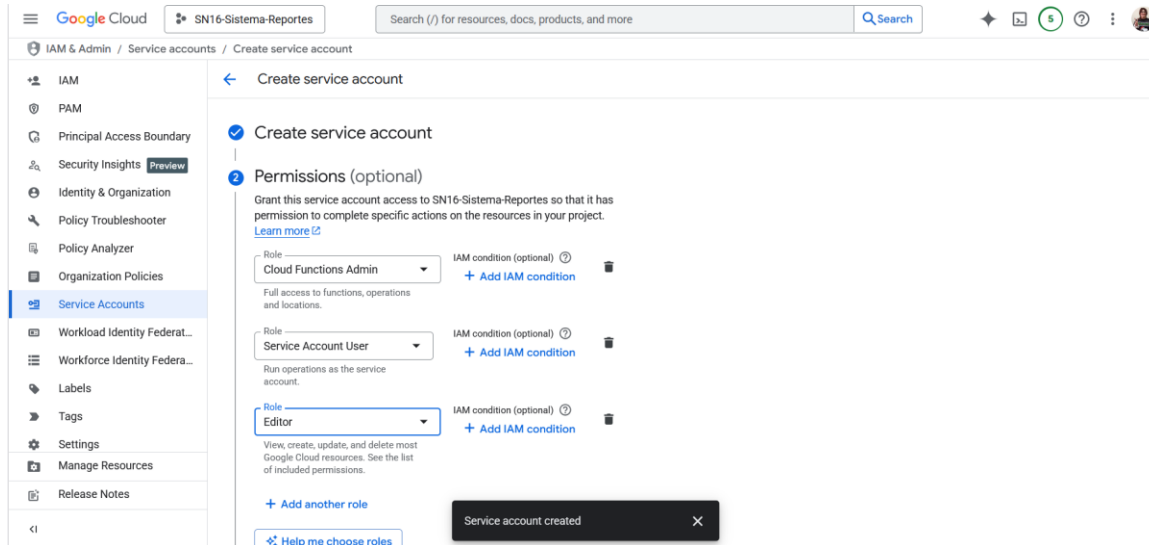 Google Cloud
SN16-Sistema-Reportes
Search (/) for resources, docs, products, and more
Search
5
IAM & Admin / Service accounts / Create service account
IAM
PAM
Principal Access Boundary
Security Insights Preview
Identity & Organization
Policy Troubleshooter
Policy Analyzer
Organization Policies
Service Accounts
Workload Identity Federat...
Workforce Identity Federa...
Labels
Tags
Settings
Manage Resources
Release Notes
Create service account
Create service account
2 Permissions (optional)
Grant this service account access to SN16-Sistema-Reportes so that it has
permission to complete specific actions on the resources in your project.
Learn more
Role
Cloud Functions Admin
Full access to functions, operations
and locations.
IAM condition (optional)
+ Add IAM condition
Role
Service Account User
Run operations as the service
account.
IAM condition (optional)
+ Add IAM condition
Role
Editor
View, create, update, and delete most
Google Cloud resources. See the list
of included permissions.
IAM condition (optional)
+ Add IAM condition
+ Add another role
Help me choose roles
Service account created